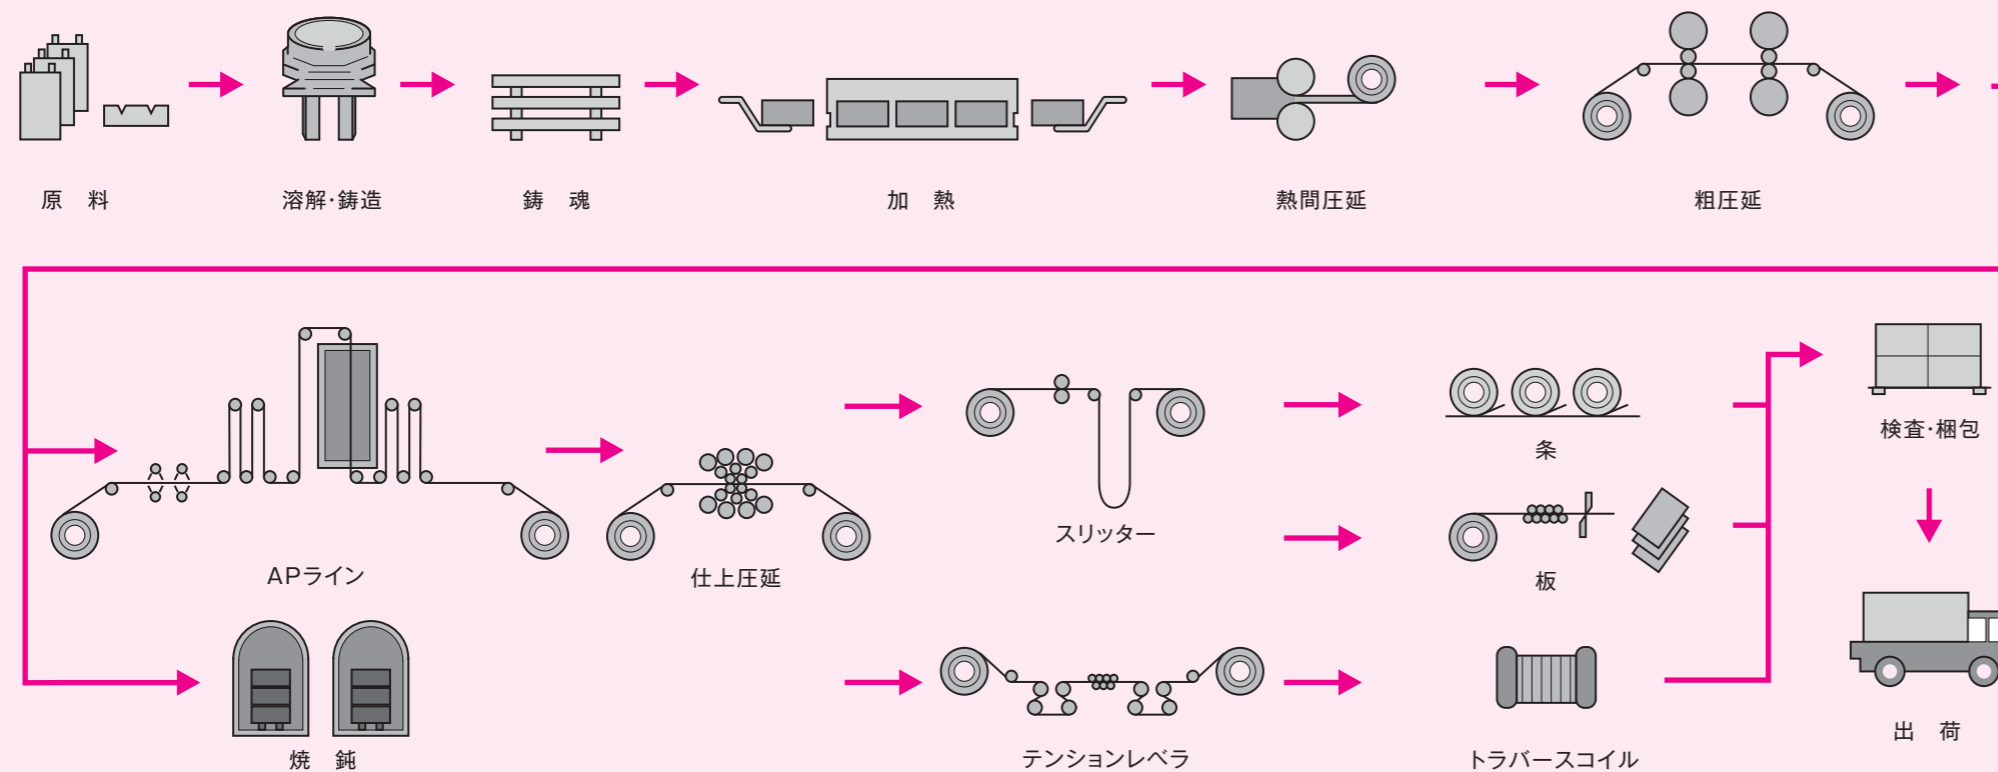 原　料
溶解・鋳造
鋳　魂
加　熱
熱間圧延
粗圧延
APライン
仕上圧延
スリッター
条
板
検査・梱包
焼　鈍
テンションレベラ
トラバースコイル
出　荷